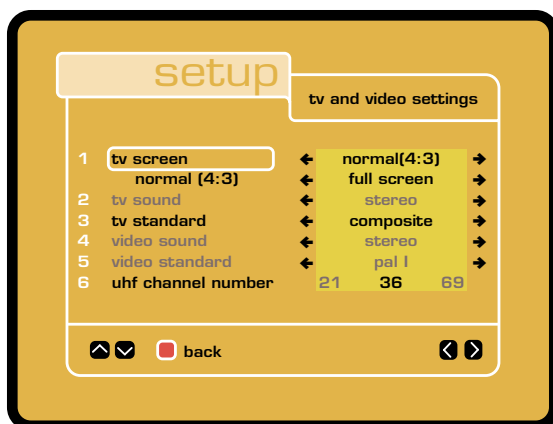 setup
tv and video settings
1 tv screen normal(4:3)
normal (4:3) full screen
2 tv sound stereo
3 tv standard composite
4 video sound stereo
5 video standard pal I
6 uhf channel number 21 36 69
back